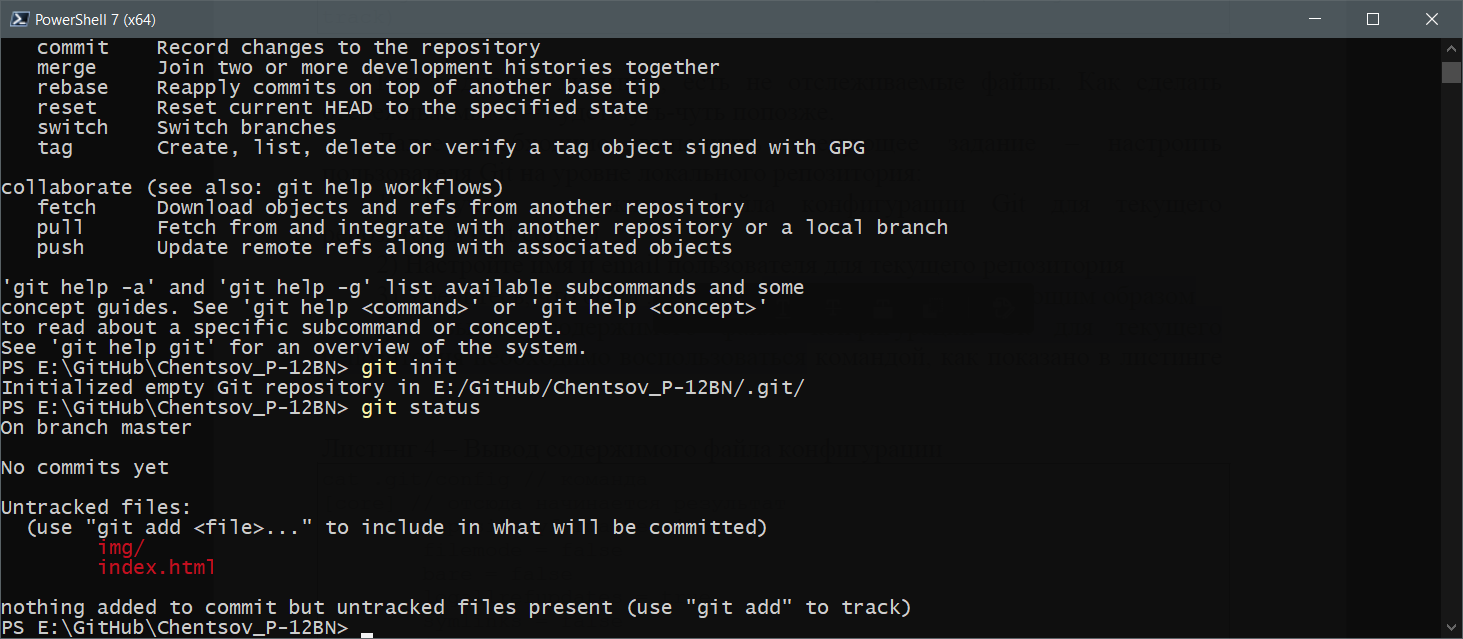 PowerShell 7 (x64)
commit Record changes to the repository
merge Join two or more development histories together
rebase Reapply commits on top of another base tip
reset Reset current HEAD to the specified state
switch Switch branches
tag Create, list, delete or verify a tag object signed with GPG
collaborate (see also: git help workflows)
fetch Download objects and refs from another repository
pull Fetch from and integrate with another repository or a local branch
push Update remote refs along with associated objects
'git help -a' and 'git help -g' list available subcommands and some
concept guides. See 'git help <command>' or 'git help <concept>'
to read about a specific subcommand or concept.
See 'git help git' for an overview of the system.
PS E:\GitHub\Chentsov_P-12BN> git init
Initialized empty Git repository in E:/GitHub/Chentsov_P-12BN/.git/
PS E:\GitHub\Chentsov_P-12BN> git status
On branch master
No commits yet
Untracked files:
(use "git add <file>..." to include in what will be committed)
img/
index.html
nothing added to commit but untracked files present (use "git add" to track)
PS E:\GitHub\Chentsov_P-12BN>